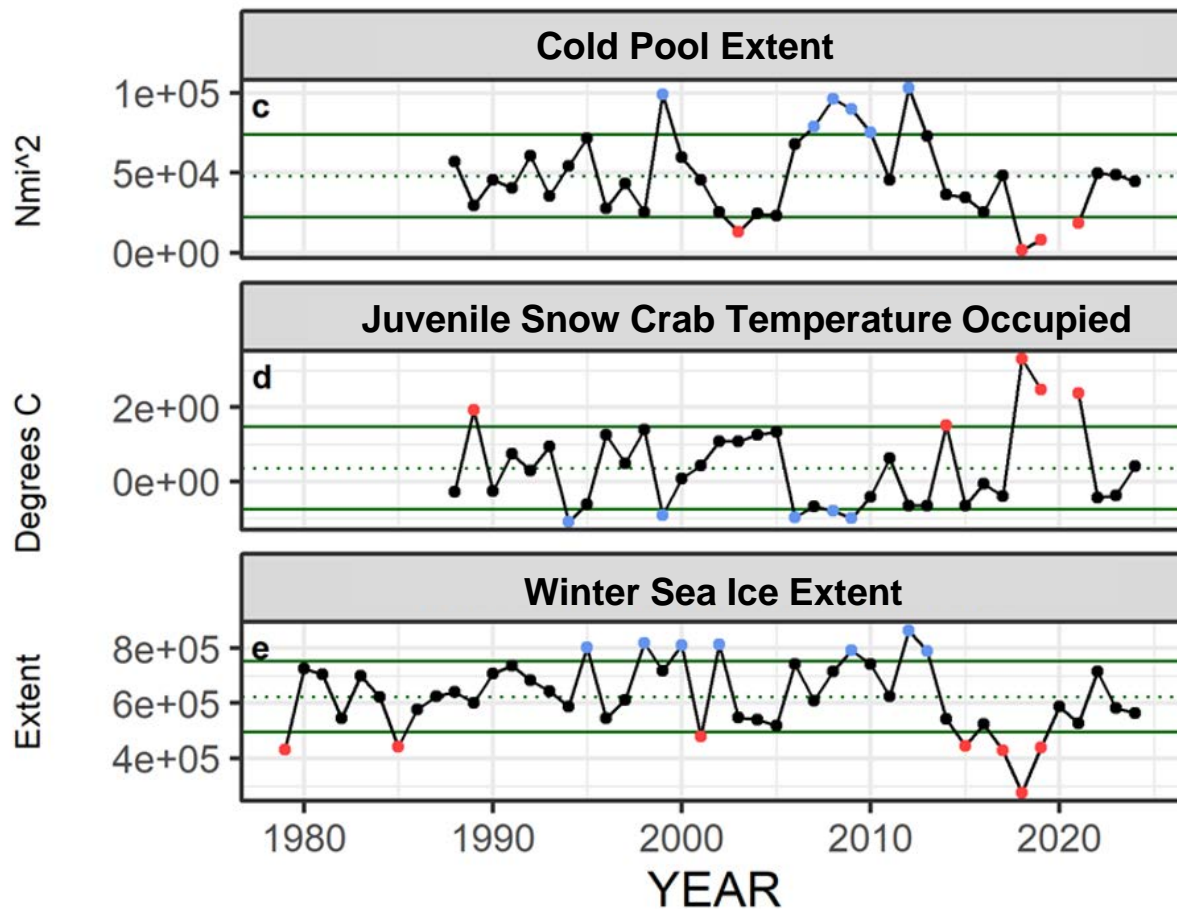 Cold Pool Extent
c
Nmi^2
1e+05
5e+04
0e+00
Juvenile Snow Crab Temperature Occupied
d
Degrees C
2e+00
0e+00
Winter Sea Ice Extent
e
Extent
8e+05
6e+05
4e+05
1980 1990 2000 2010 2020
YEAR